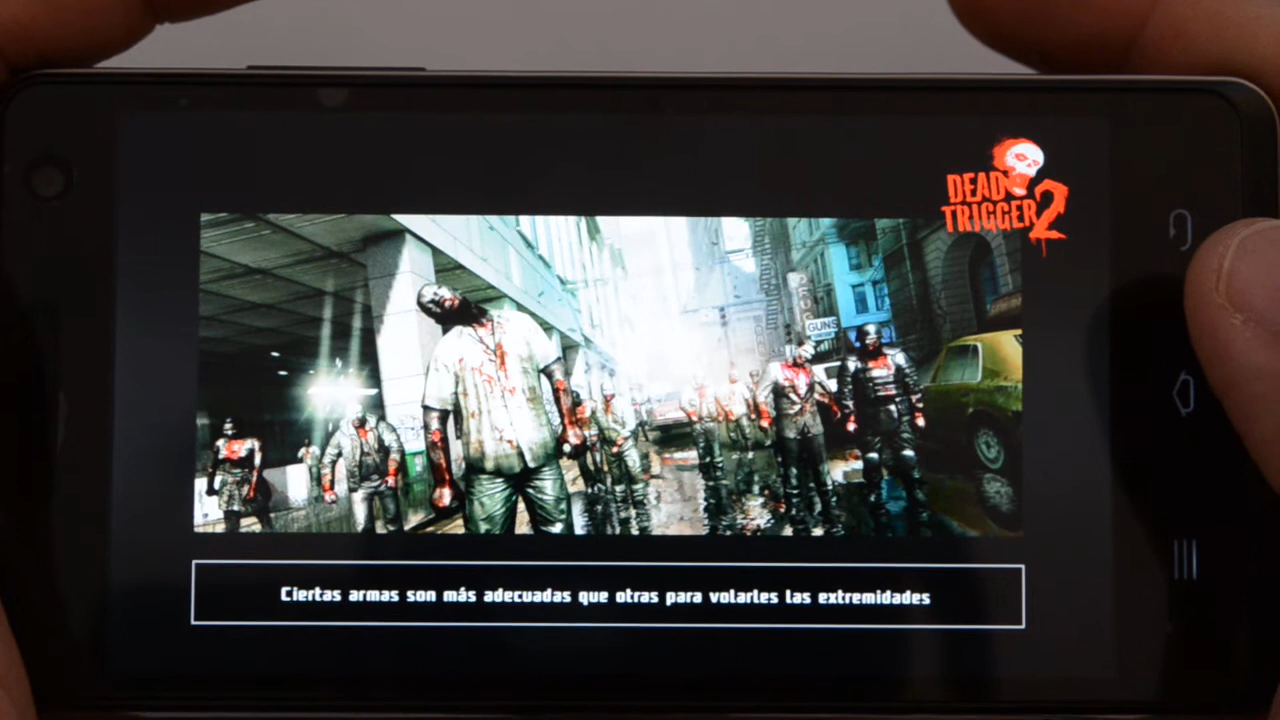 DEAD
TRIGGER 2
GUNS
Ciertas armas son más adecuadas que otras para volarles las extremidades